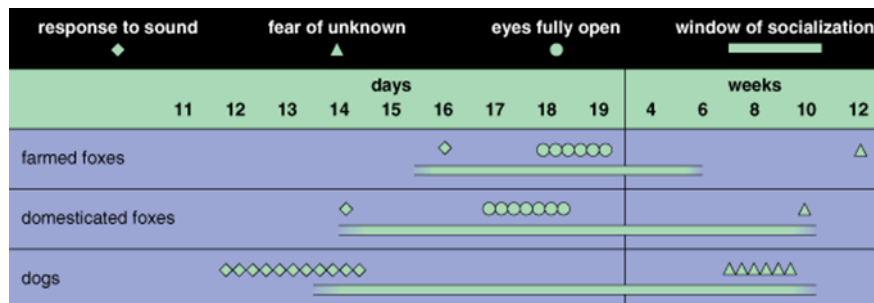 response to sound fear of unknown eyes fully open window of socialization
days weeks
11 12 13 14 15 16 17 18 19 4 6 8 10 12
farmed foxes
domesticated foxes
dogs